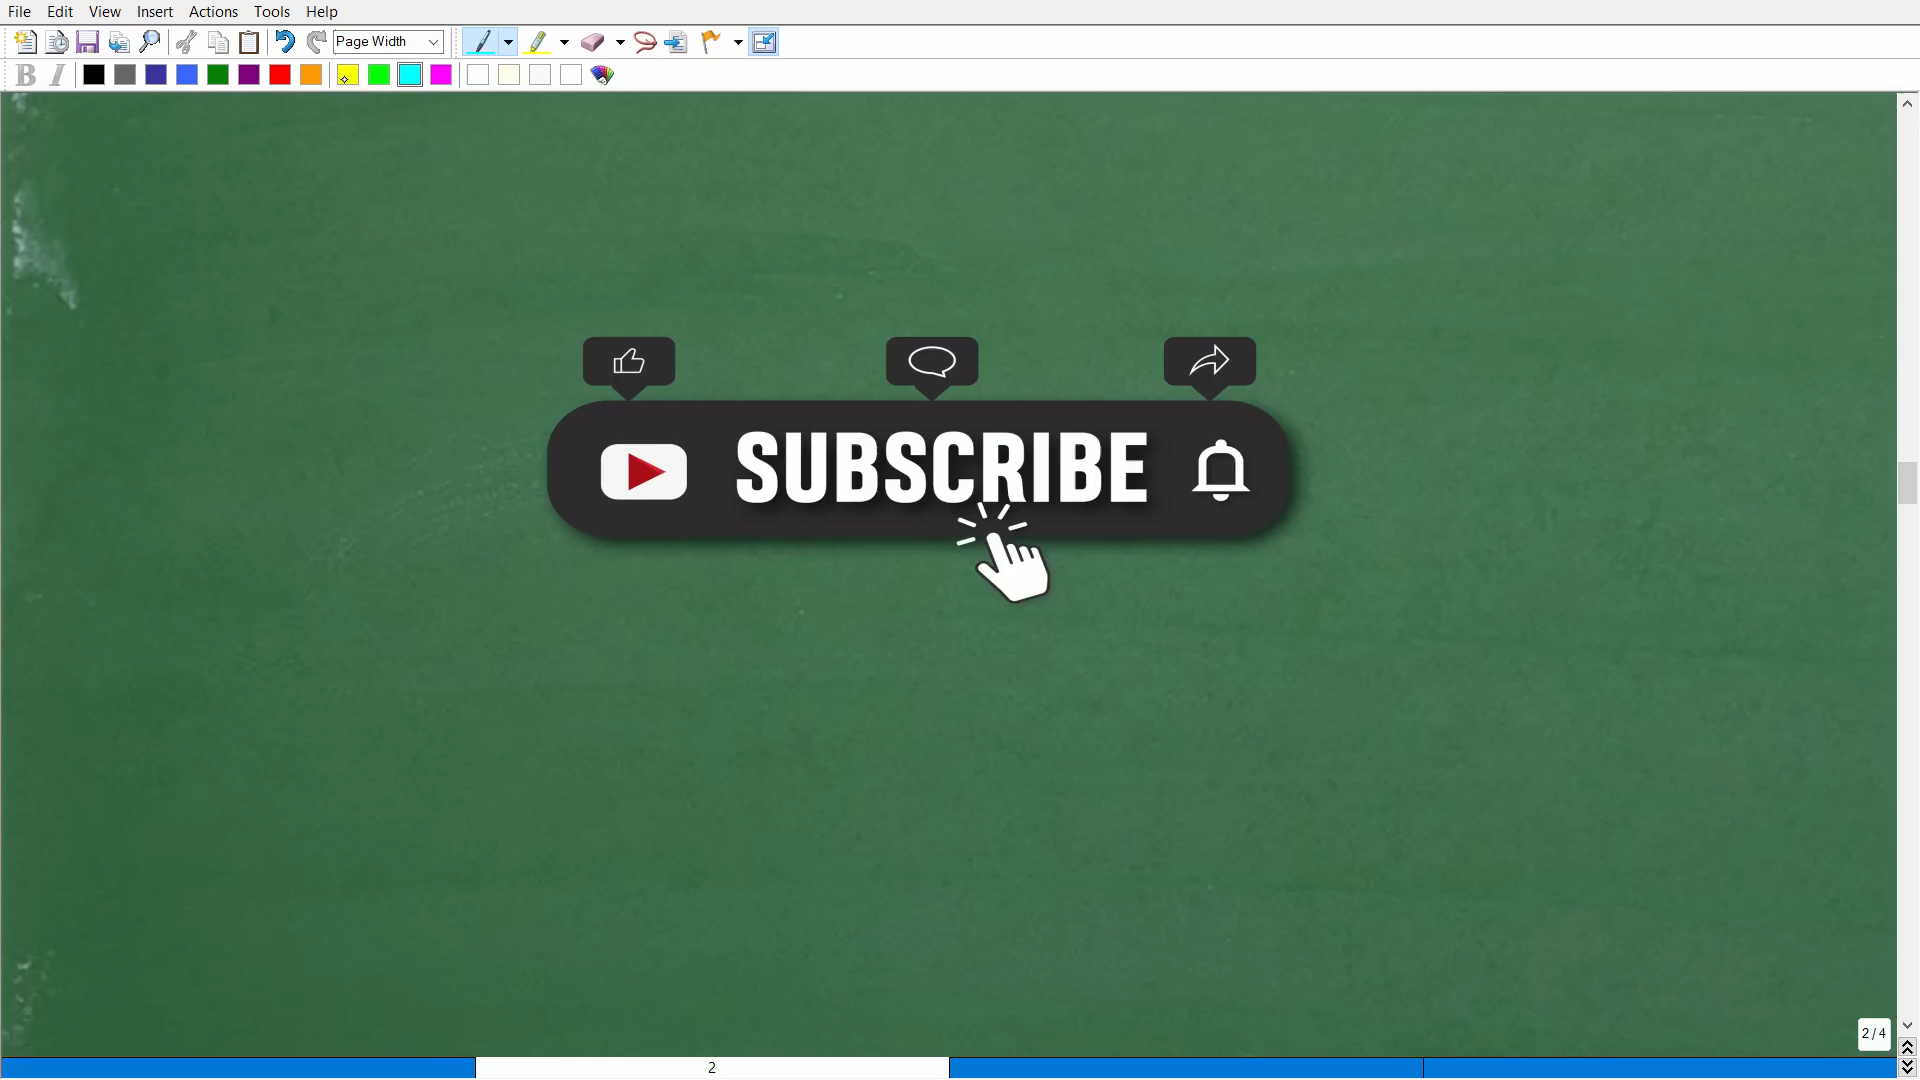 File Edit View Insert Actions Tools Help
Page Width
B I
SUBSCRIBE
2 / 4
2